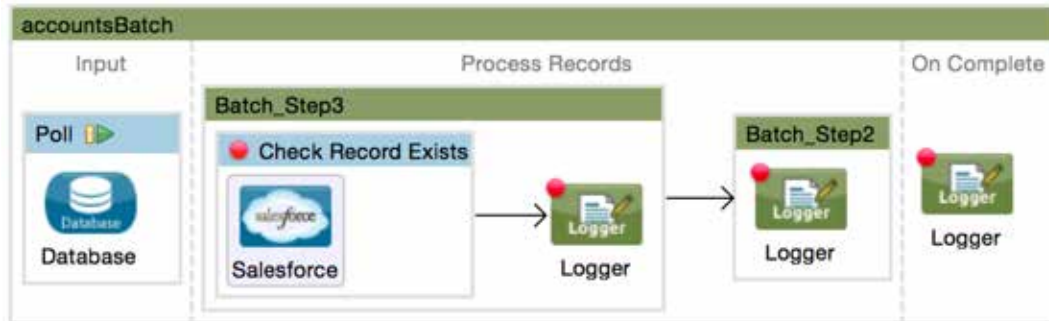 accountsBatch
Input
Process Records
On Complete
Batch_Step3
Poll
Check Record Exists
Batch_Step2
Database
salesforce
Logger
Logger
Logger
Database
Salesforce
Logger
Logger
Logger